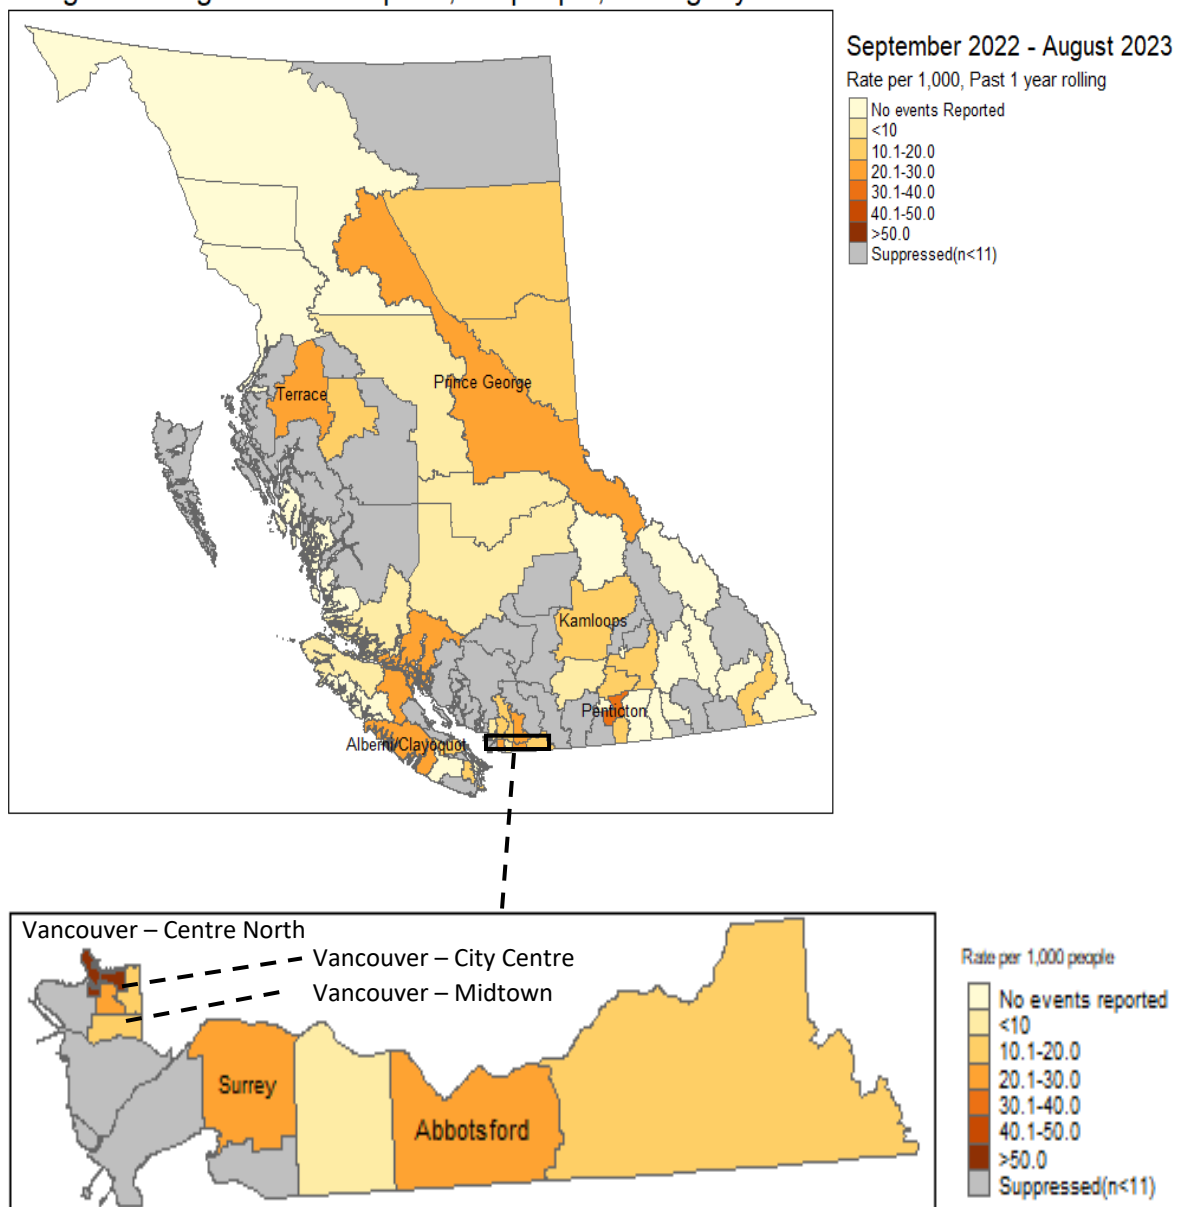 September 2022 - August 2023
Rate per 1,000, Past 1 year rolling
No events Reported
<10
10.1-20.0
20.1-30.0
30.1-40.0
40.1-50.0
>50.0
Suppressed(n<11)
Prince George
Terrace
Kamloops
Penticton
Alberni/Clayoquot
Vancouver – Centre North
Vancouver – City Centre
Vancouver – Midtown
Surrey
Abbotsford
Rate per 1,000 people
No events reported
<10
10.1-20.0
20.1-30.0
30.1-40.0
40.1-50.0
>50.0
Suppressed(n<11)